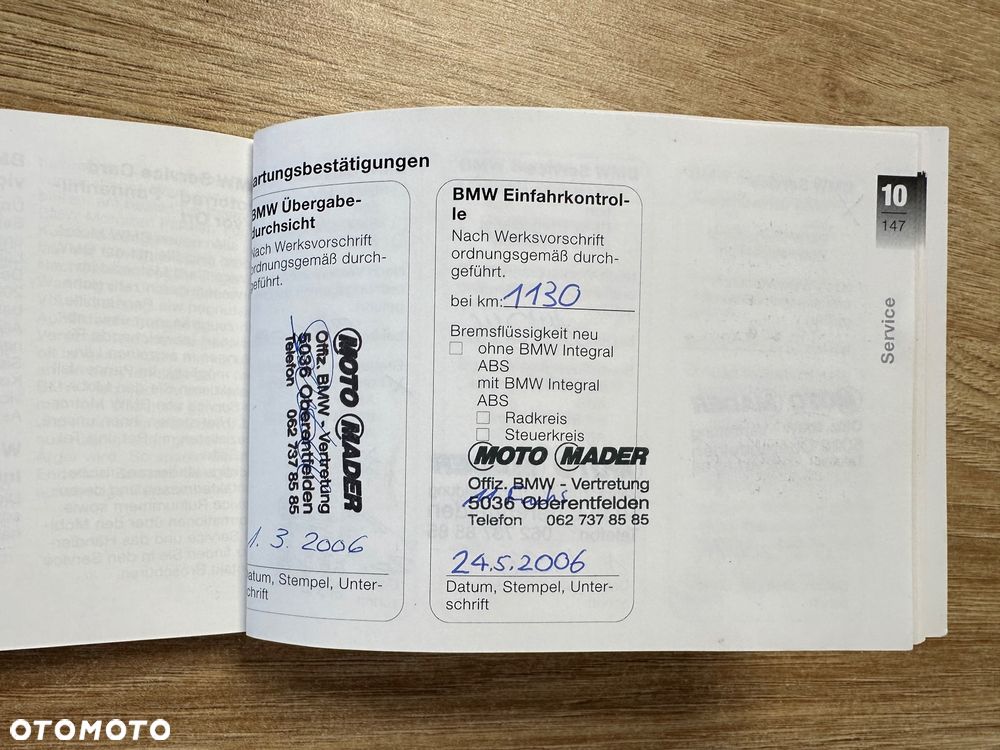 artungsbestätigungen
BMW Übergabe-
durchsicht
Nach Werksvorschrift
ordnungsgemäß durch-
geführt.
MOTO MADER
Offiz. BMW - Vertretung
5036 Oberentfelden
Telefon 062 737 85 85
1. 3. 2006
atum, Stempel, Unter-
chrift
BMW Einfahrkontrol-
le
Nach Werksvorschrift
ordnungsgemäß durch-
geführt.
bei km: 1130
Bremsflüssigkeit neu
ohne BMW Integral
ABS
mit BMW Integral
ABS
Radkreis
Steuerkreis
MOTO MADER
Offiz. BMW - Vertretung
5036 Oberentfelden
Telefon 062 737 85 85
24.5.2006
Datum, Stempel, Unter-
schrift
10
147
Service
OTOMOTO